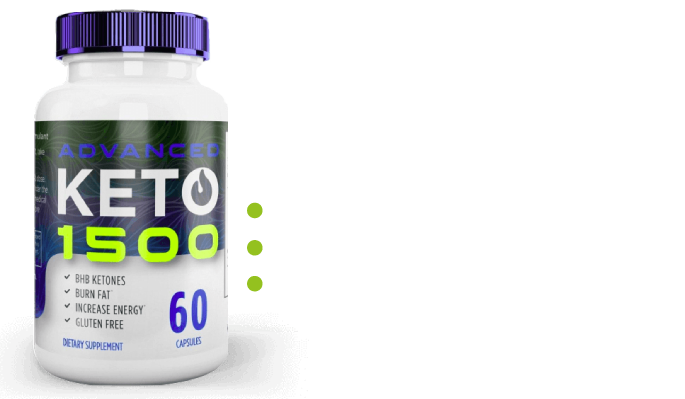 ADVANCED
KETO
1500
BHB KETONES
BURN FAT*
INCREASE ENERGY*
GLUTEN FREE
60
CAPSULES
DIETARY SUPPLEMENT